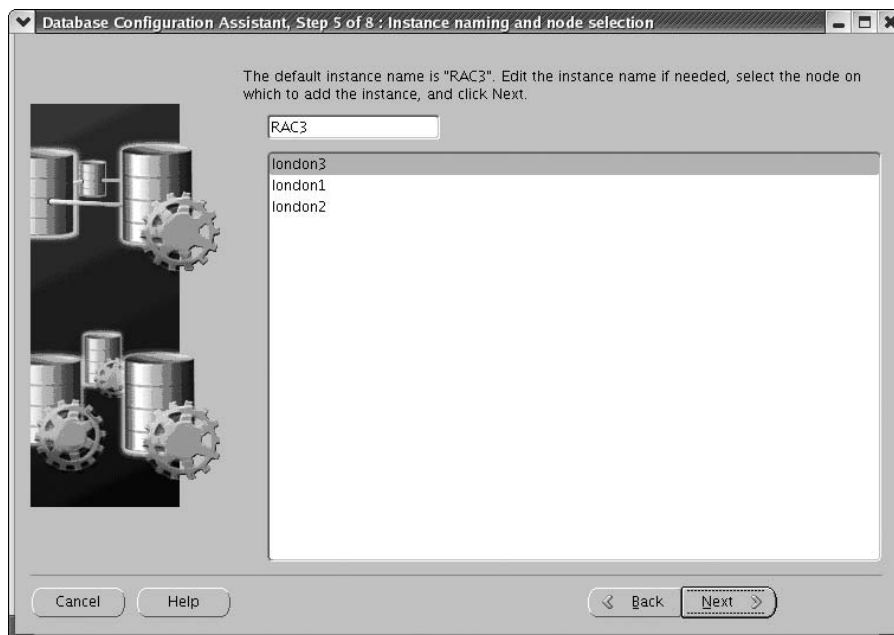 Database Configuration Assistant, Step 5 of 8 : Instance naming and node selection
The default instance name is "RAC3". Edit the instance name if needed, select the node on
which to add the instance, and click Next.
RAC3
london3
london1
london2
Cancel
Help
Back
Next